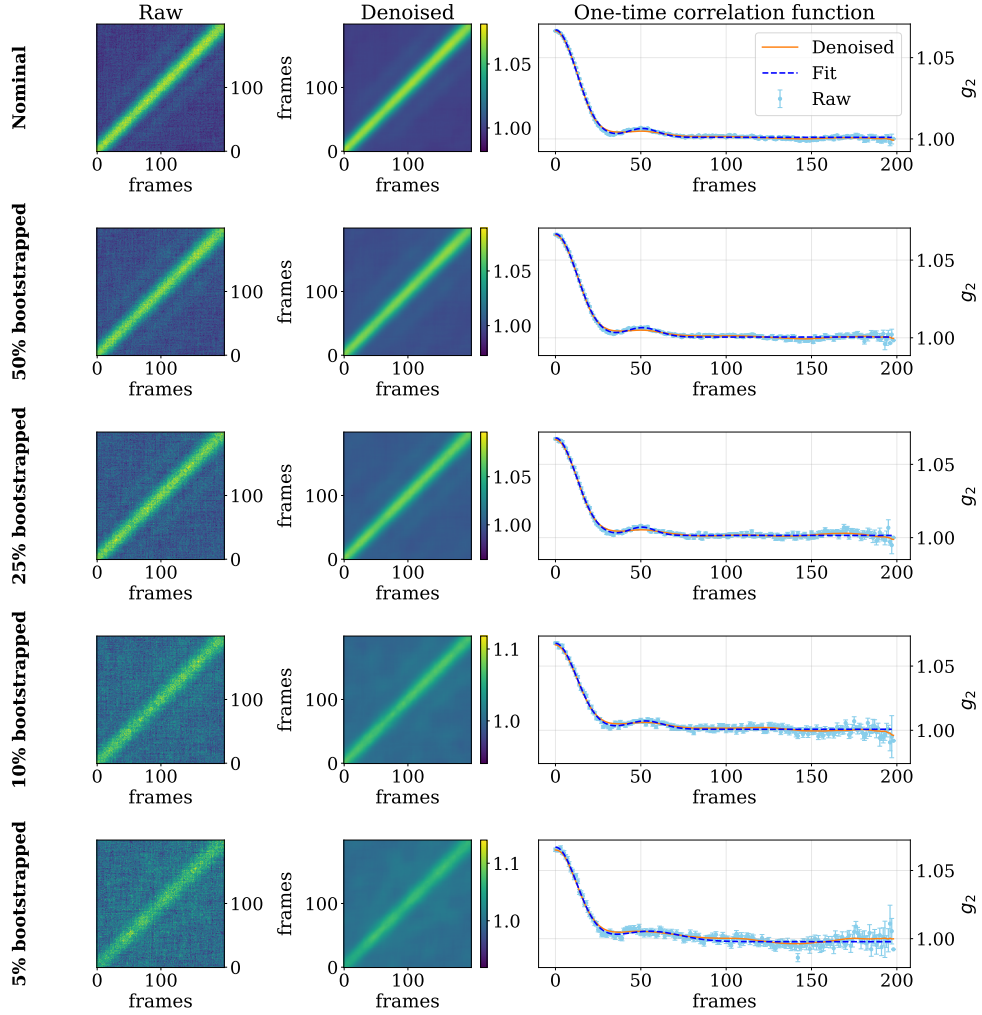 Raw Denoised One-time correlation function
Nominal
100
0
0 100
frames
frames
100
0
0 100
frames
1.05
1.00
Denoised
Fit
Raw
1.05
1.00
g2
0 50 100 150 200
frames
50% bootstrapped
100
0
0 100
frames
frames
100
0
0 100
frames
1.05
1.00
1.05
1.00
g2
0 50 100 150 200
frames
25% bootstrapped
100
0
0 100
frames
frames
100
0
0 100
frames
1.05
1.00
1.05
1.00
g2
0 50 100 150 200
frames
10% bootstrapped
100
0
0 100
frames
frames
100
0
0 100
frames
1.1
1.0
1.05
1.00
g2
0 50 100 150 200
frames
5% bootstrapped
100
0
0 100
frames
frames
100
0
0 100
frames
1.1
1.0
1.05
1.00
g2
0 50 100 150 200
frames